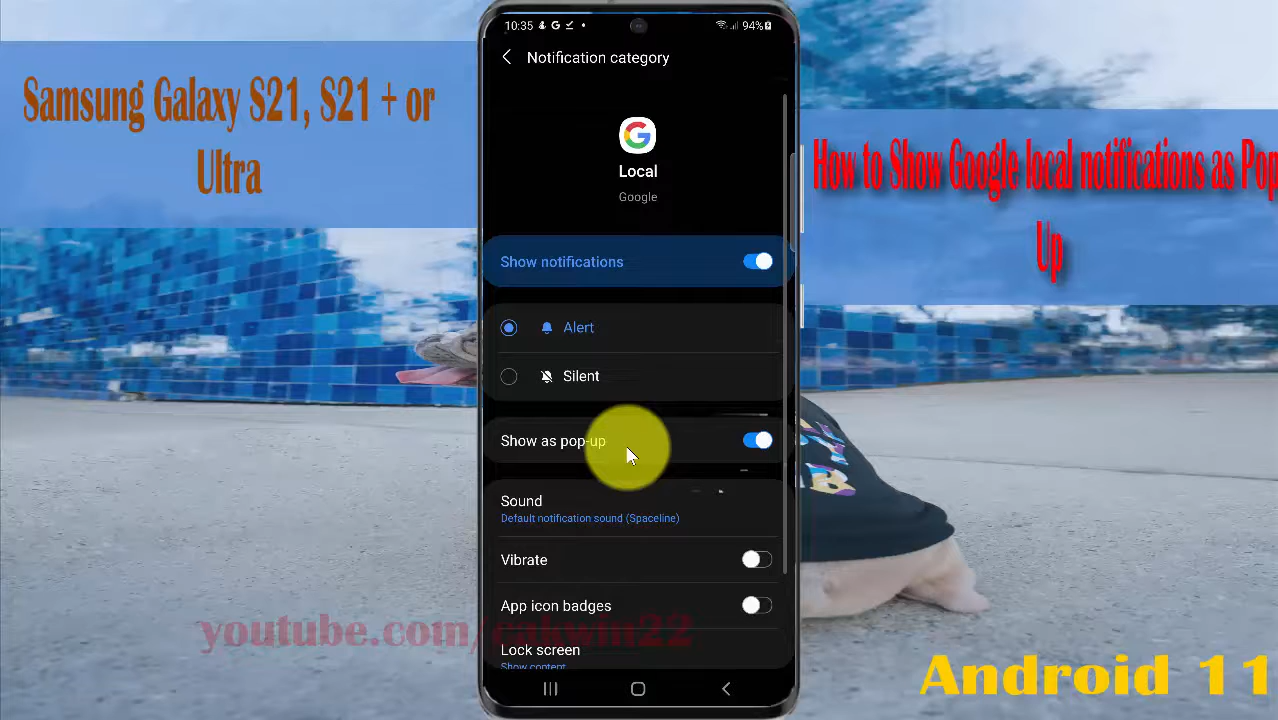 Samsung Galaxy S21, S21 + or
Ultra
How to Show Google local notifications as Pop
Up
10:35
94%
Notification category
Local
Google
Show notifications
Alert
Silent
Show as pop-up
Sound
Default notification sound (Spaceline)
Vibrate
App icon badges
Lock screen
Show content
youtube.com/cakwin22
Android 11